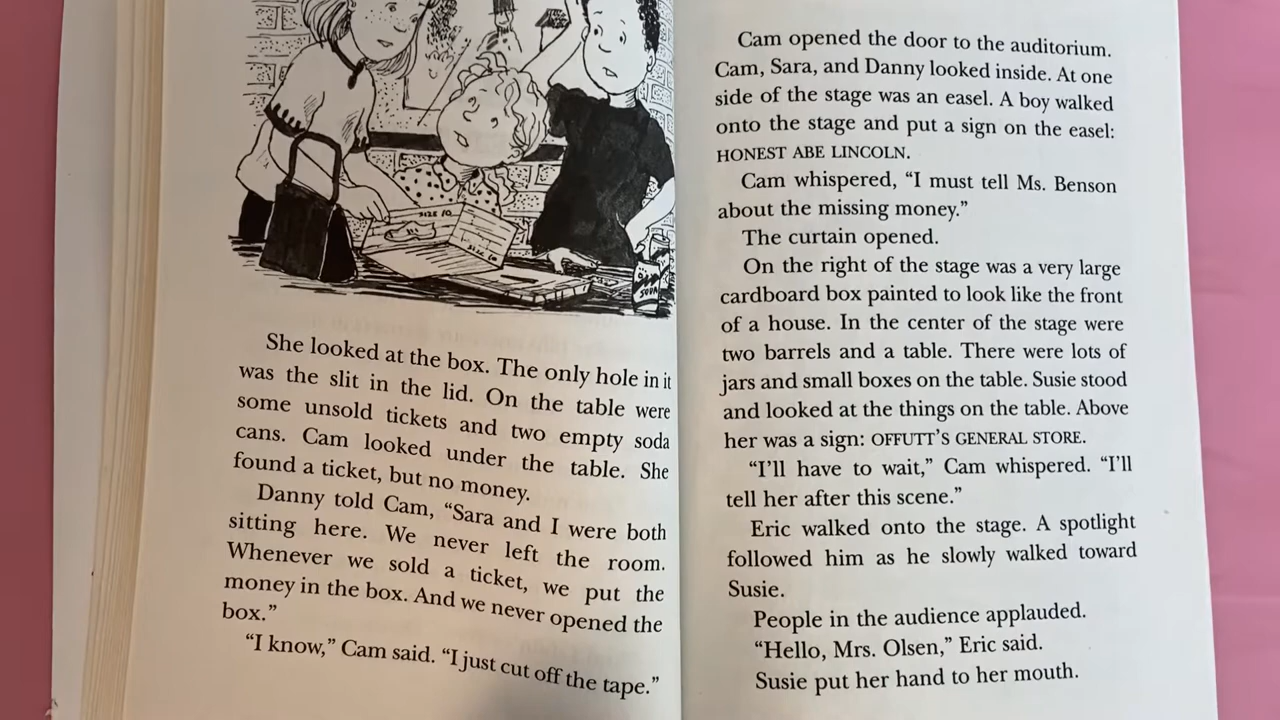 SIZE 10
SIZE 10
SODA
She looked at the box. The only hole in it
was the slit in the lid. On the table were
some unsold tickets and two empty soda
cans. Cam looked under the table. She
found a ticket, but no money.
Danny told Cam, “Sara and I were both
sitting here. We never left the room.
Whenever we sold a ticket, we put the
money in the box. And we never opened the
box.”
“I know,” Cam said. “I just cut off the tape.”
Cam opened the door to the auditorium.
Cam, Sara, and Danny looked inside. At one
side of the stage was an easel. A boy walked
onto the stage and put a sign on the easel:
HONEST ABE LINCOLN.
Cam whispered, “I must tell Ms. Benson
about the missing money.”
The curtain opened.
On the right of the stage was a very large
cardboard box painted to look like the front
of a house. In the center of the stage were
two barrels and a table. There were lots of
jars and small boxes on the table. Susie stood
and looked at the things on the table. Above
her was a sign: OFFUTT’S GENERAL STORE.
“I’ll have to wait,” Cam whispered. “I’ll
tell her after this scene.”
Eric walked onto the stage. A spotlight
followed him as he slowly walked toward
Susie.
People in the audience applauded.
“Hello, Mrs. Olsen,” Eric said.
Susie put her hand to her mouth.